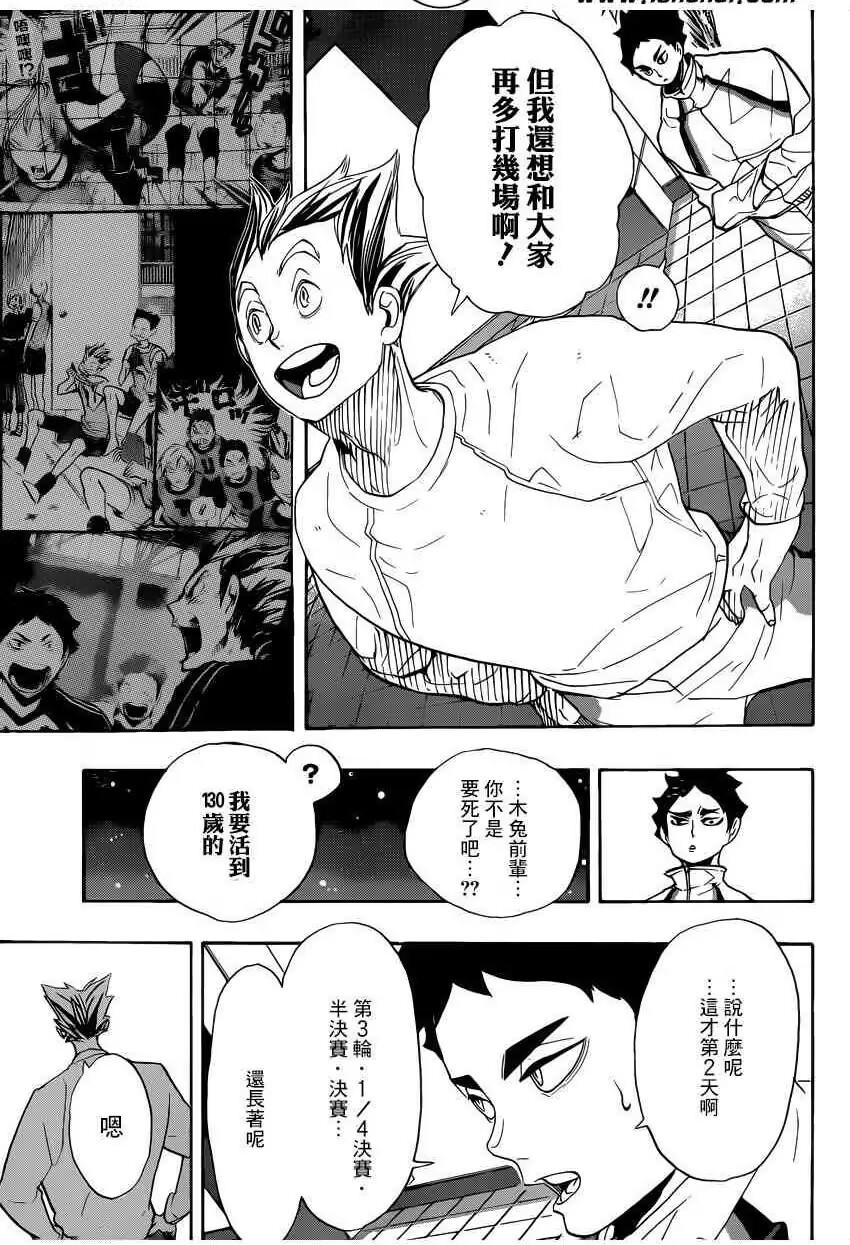 但我還想和大家
再多打幾場啊！
!!
唔嘿嘿!?
…木兔前輩…
你不是
要死了吧…??
?
我要活到
130歲的
…說什麼呢
…這才第2天啊
第3輪·1/4決賽·
半決賽·決賽…
還長著呢
嗯